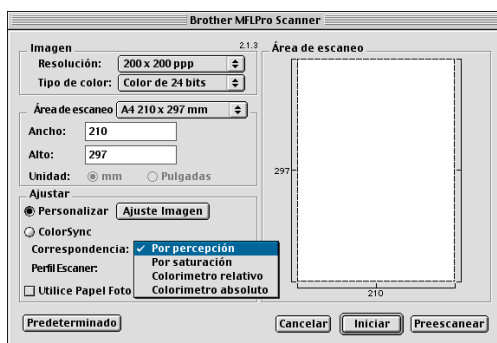 Brother MFLPro Scanner
Imagen 2.1.3
Resolución: 200 x 200 ppp
Tipo de color: Color de 24 bits
Área de escaneo A4 210 x 297 mm
Ancho: 210
Alto: 297
Unidad: mm Pulgadas
Ajustar
Personalizar Ajuste Imagen
ColorSync
Correspondencia: ✓ Por percepción
Por saturación
Perfil Escaner: Colorimetro relativo
Utilice Papel Foto Colorimetro absoluto
Predeterminado
Área de escaneo
297
210
Cancelar Iniciar Preescanear